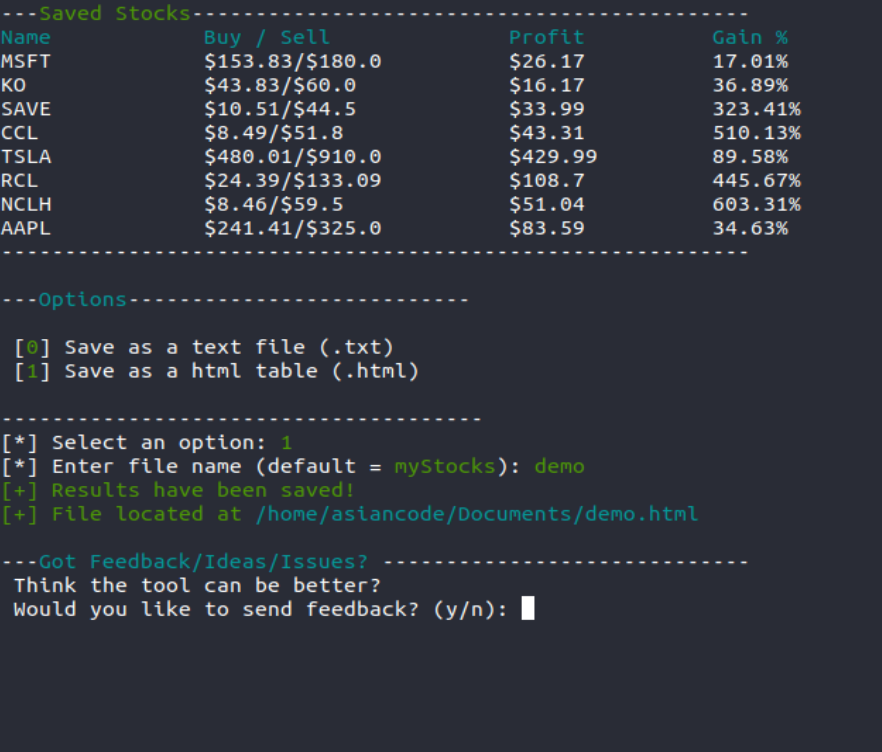 ---Saved Stocks--------------------------------------------
Name Buy / Sell Profit Gain %
MSFT $153.83/$180.0 $26.17 17.01%
KO $43.83/$60.0 $16.17 36.89%
SAVE $10.51/$44.5 $33.99 323.41%
CCL $8.49/$51.8 $43.31 510.13%
TSLA $480.01/$910.0 $429.99 89.58%
RCL $24.39/$133.09 $108.7 445.67%
NCLH $8.46/$59.5 $51.04 603.31%
AAPL $241.41/$325.0 $83.59 34.63%
-----------------------------------------------------------
---Options---------------------------
[0] Save as a text file (.txt)
[1] Save as a html table (.html)
--------------------------------------
[*] Select an option: 1
[*] Enter file name (default = myStocks): demo
[+] Results have been saved!
[+] File located at /home/asiancode/Documents/demo.html
---Got Feedback/Ideas/Issues? -----------------------------
Think the tool can be better?
Would you like to send feedback? (y/n):